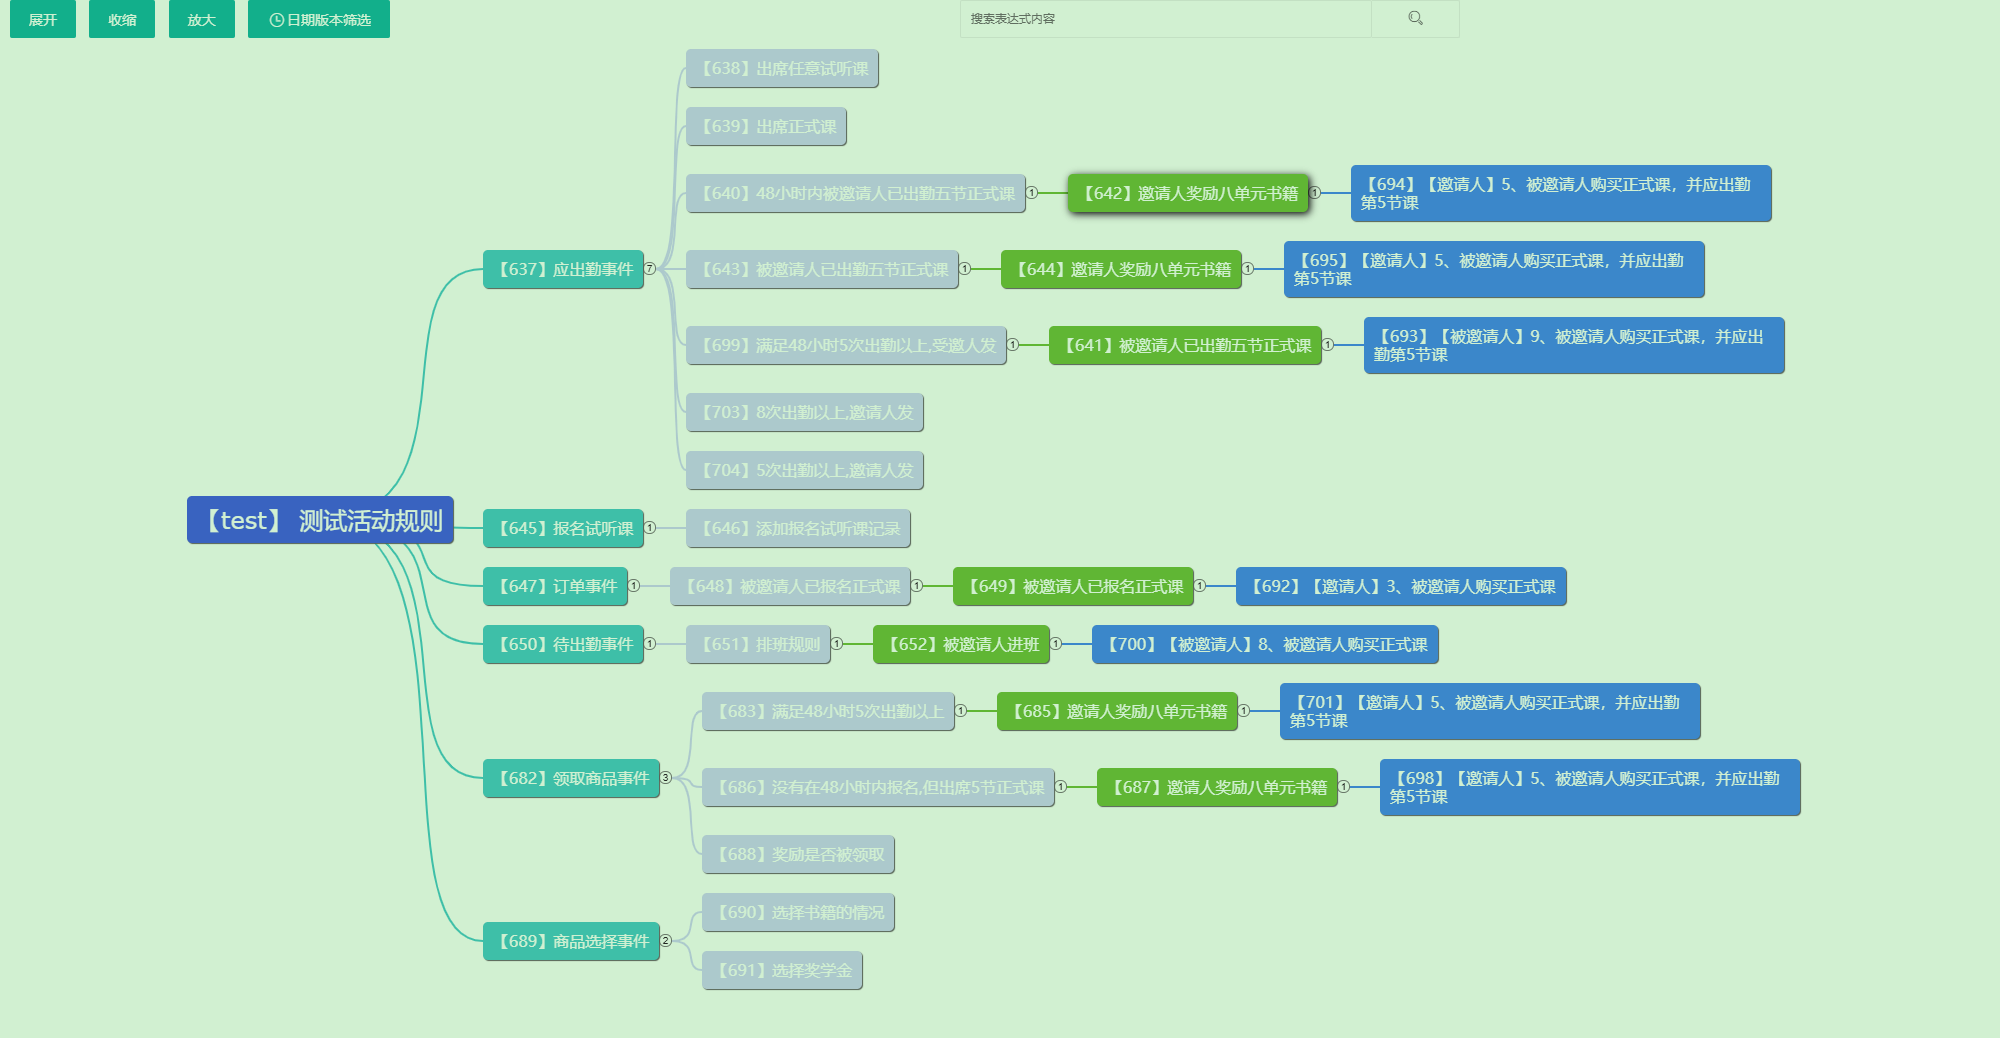 展开
收缩
放大
日期版本筛选
搜索表达式内容
【638】出席任意试听课
【639】出席正式课
【640】48小时内被邀请人已出勤五节正式课
1
【642】邀请人奖励八单元书籍
1
【694】【邀请人】5、被邀请人购买正式课，并应出勤
第5节课
【637】应出勤事件
7
【643】被邀请人已出勤五节正式课
1
【644】邀请人奖励八单元书籍
1
【695】【邀请人】5、被邀请人购买正式课，并应出勤
第5节课
【699】满足48小时5次出勤以上,受邀人发
1
【641】被邀请人已出勤五节正式课
1
【693】【被邀请人】9、被邀请人购买正式课，并应出
勤第5节课
【703】8次出勤以上,邀请人发
【704】5次出勤以上,邀请人发
【test】 测试活动规则
【645】报名试听课
1
【646】添加报名试听课记录
【647】订单事件
1
【648】被邀请人已报名正式课
1
【649】被邀请人已报名正式课
1
【692】【邀请人】3、被邀请人购买正式课
【650】待出勤事件
1
【651】排班规则
1
【652】被邀请人进班
1
【700】【被邀请人】8、被邀请人购买正式课
【683】满足48小时5次出勤以上
1
【685】邀请人奖励八单元书籍
1
【701】【邀请人】5、被邀请人购买正式课，并应出勤
第5节课
【682】领取商品事件
3
【686】没有在48小时内报名,但出席5节正式课
1
【687】邀请人奖励八单元书籍
1
【698】【邀请人】5、被邀请人购买正式课，并应出勤
第5节课
【688】奖励是否被领取
【690】选择书籍的情况
【689】商品选择事件
2
【691】选择奖学金